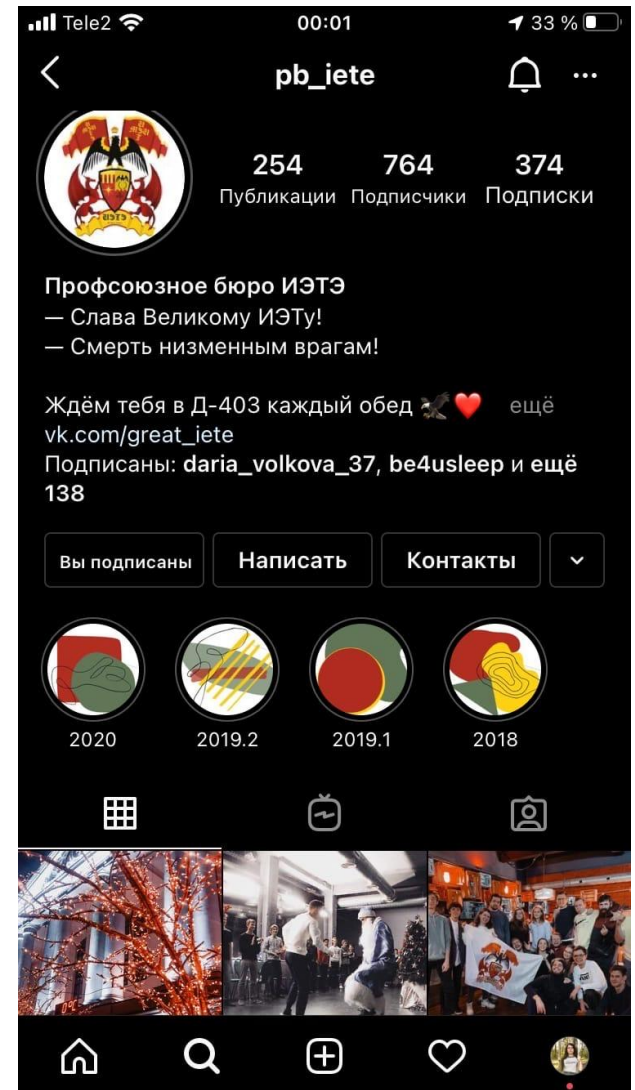 Tele2 00:01 33 %
pb_iete
254 764 374
Публикации Подписчики Подписки
Профсоюзное бюро ИЭТЭ
— Слава Великому ИЭТу!
— Смерть низменным врагам!
Ждём тебя в Д-403 каждый обед 🦅❤️ ещё
vk.com/great_iete
Подписаны: daria_volkova_37, be4usleep и ещё
138
Вы подписаны Написать Контакты
2020 2019.2 2019.1 2018